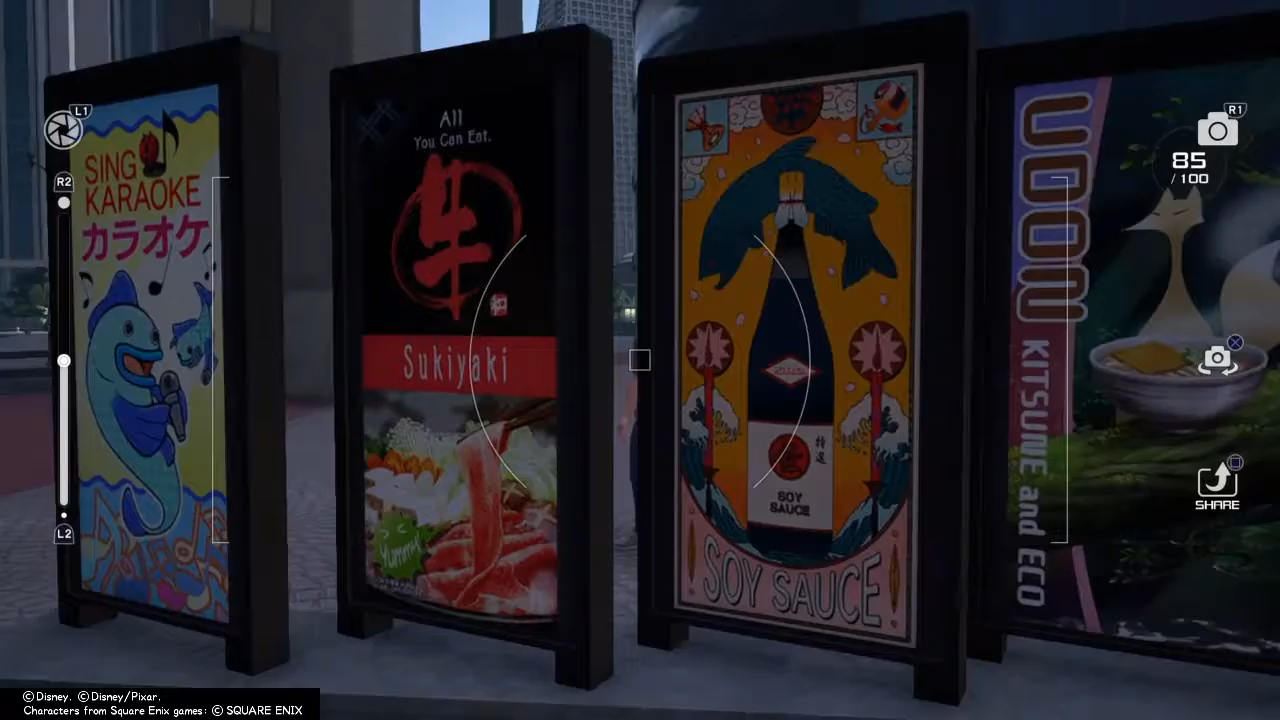 L1
R2
L2
SING
KARAOKE
カラオケ
All
You Can Eat.
牛
Sukiyaki
Yummy!
特選
SOY
SAUCE
SOY SAUCE
UDON
KITSUNE and ECO
R1
85
/ 100
SHARE
©Disney. ©Disney/Pixar.
Characters from Square Enix games: © SQUARE ENIX